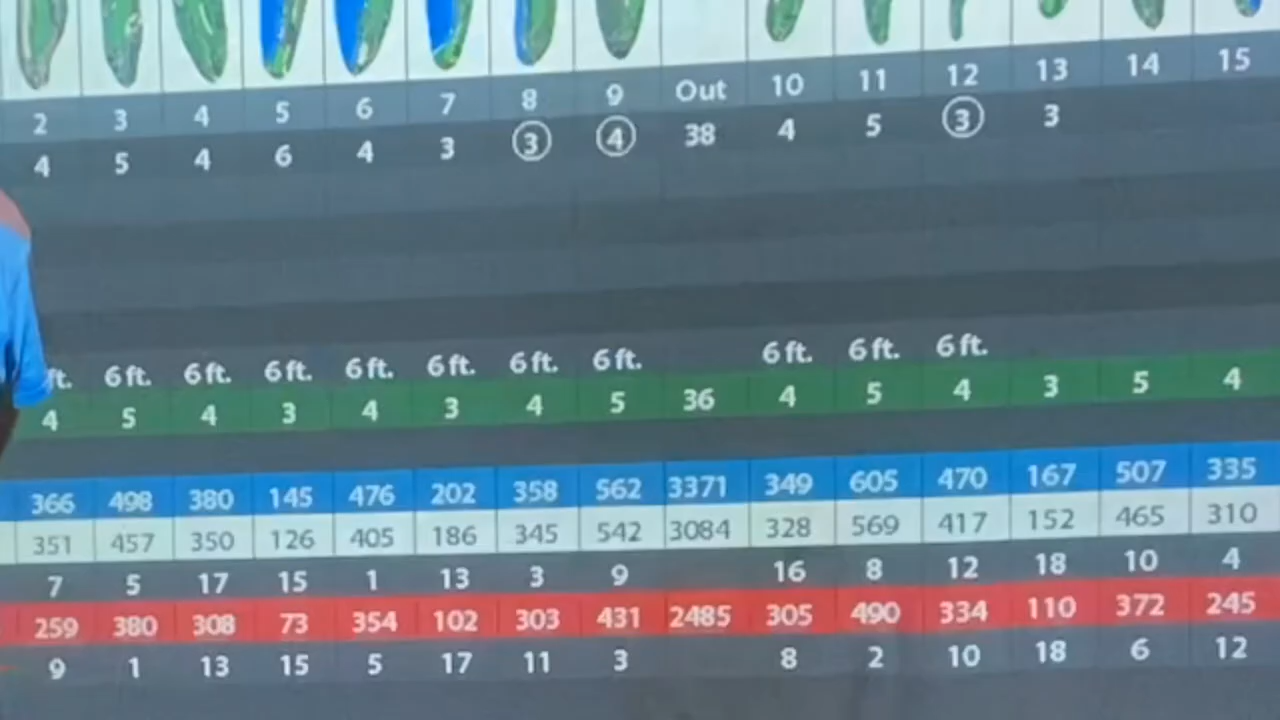 2 3 4 5 6 7 8 9 Out 10 11 12 13 14 15
4 5 4 6 4 3 3 4 38 4 5 3 3
ft. 6 ft. 6 ft. 6 ft. 6 ft. 6 ft. 6 ft. 6 ft. 6 ft. 6 ft. 6 ft.
4 5 4 3 4 3 4 5 36 4 5 4 3 5 4
366 498 380 145 476 202 358 562 3371 349 605 470 167 507 335
351 457 350 126 405 186 345 542 3084 328 569 417 152 465 310
7 5 17 15 1 13 3 9 16 8 12 18 10 4
259 380 308 73 354 102 303 431 2485 305 490 334 110 372 245
9 1 13 15 5 17 11 3 8 2 10 18 6 12